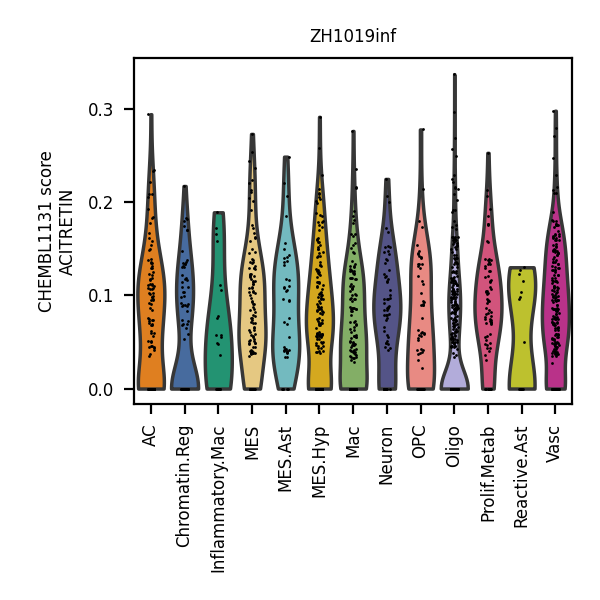 ZH1019inf
CHEMBL1131 score
ACITRETIN
0.3
0.2
0.1
0.0
AC
Chromatin.Reg
Inflammatory.Mac
MES
MES.Ast
MES.Hyp
Mac
Neuron
OPC
Oligo
Prolif.Metab
Reactive.Ast
Vasc